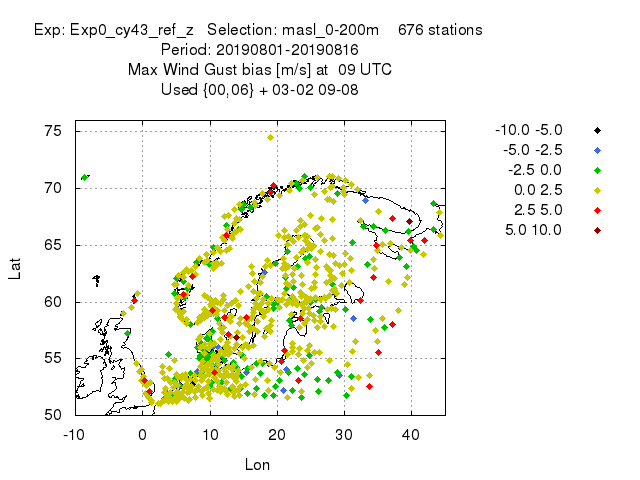 Exp: Exp0_cy43_ref_z   Selection: masl_0-200m    676 stations
Period: 20190801-20190816
Max Wind Gust bias [m/s] at  09 UTC
Used {00,06} + 03-02 09-08
-10.0 -5.0
-5.0 -2.5
-2.5 0.0
0.0 2.5
2.5 5.0
5.0 10.0
75
70
65
60
55
50
Lat
-10 0 10 20 30 40
Lon